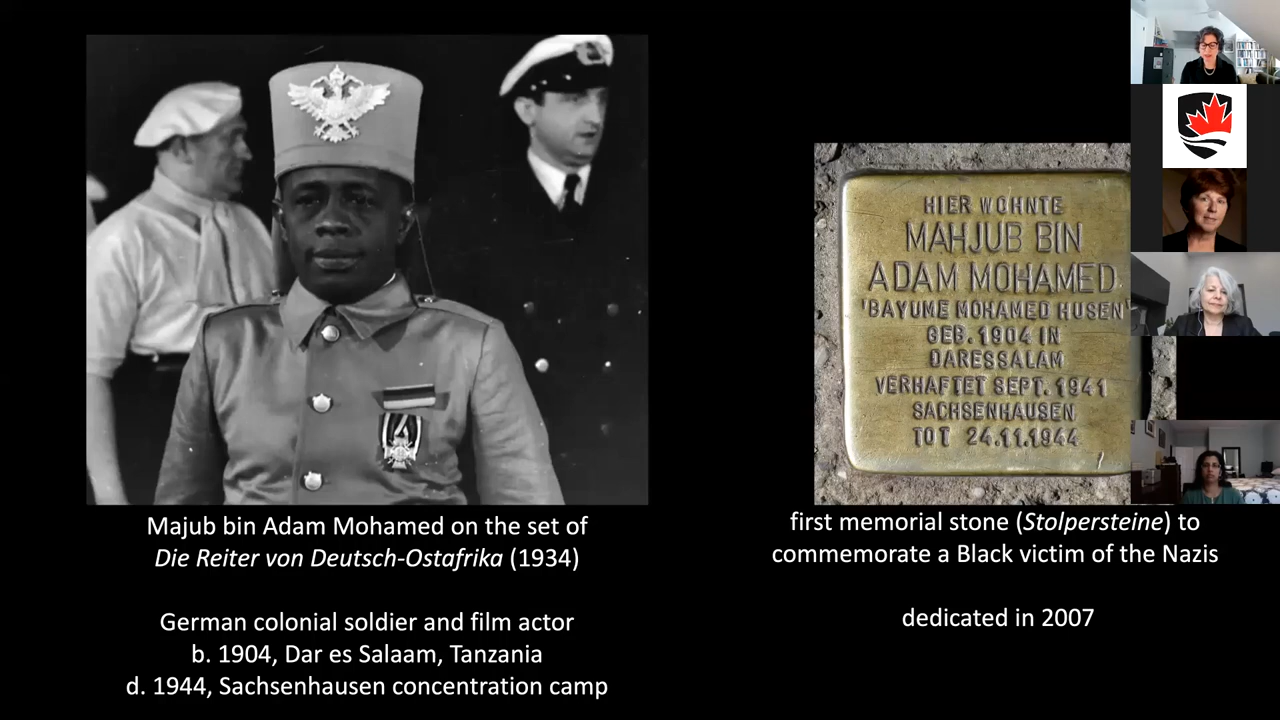 HIER WOHNTE
MAHJUB BIN
ADAM MOHAMED
'BAYUME MOHAMED HUSEN'
GEB. 1904 IN
DARESSALAM
VERHAFTET SEPT. 1941
SACHSENHAUSEN
TOT 24.11.1944
Majub bin Adam Mohamed on the set of
Die Reiter von Deutsch-Ostafrika (1934)
German colonial soldier and film actor
b. 1904, Dar es Salaam, Tanzania
d. 1944, Sachsenhausen concentration camp
first memorial stone (Stolpersteine) to
commemorate a Black victim of the Nazis
dedicated in 2007